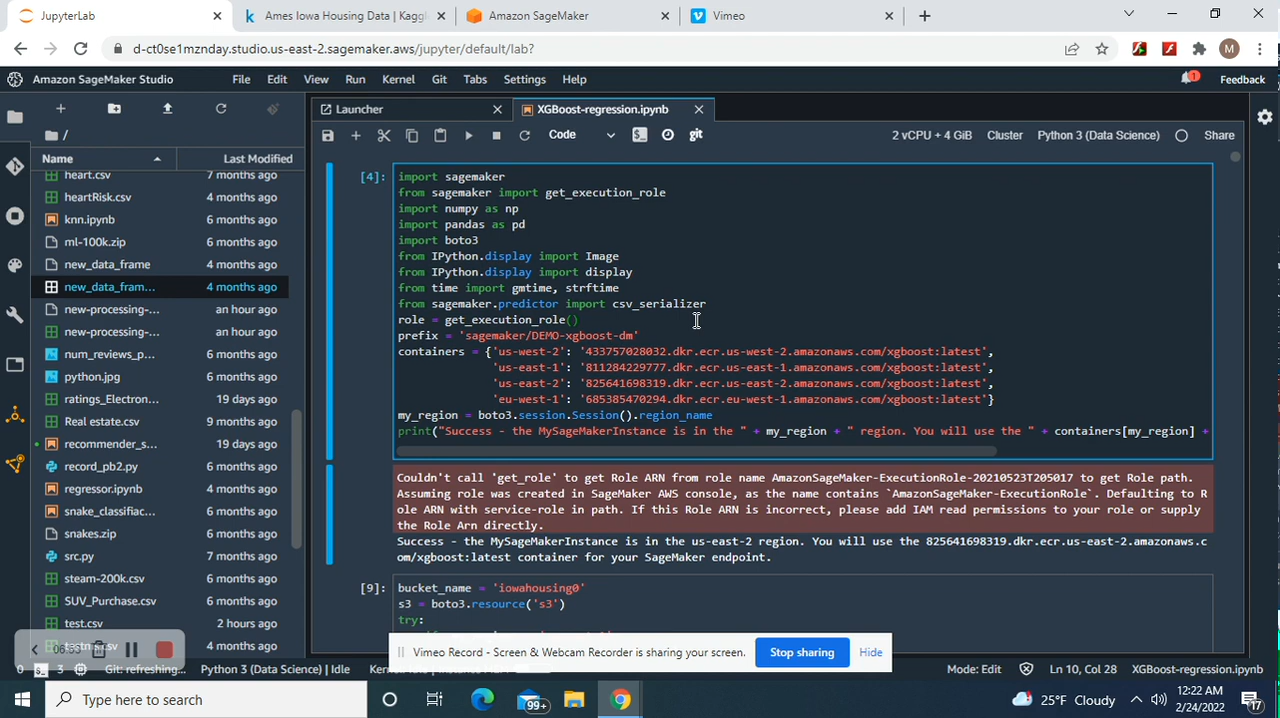 JupyterLab
Ames Iowa Housing Data | Kaggl
Amazon SageMaker
Vimeo
d-ct0se1mznday.studio.us-east-2.sagemaker.aws/jupyter/default/lab?
M
Amazon SageMaker Studio
File Edit View Run Kernel Git Tabs Settings Help
1
Feedback
Launcher
XGBoost-regression.ipynb
Code
git
2 vCPU + 4 GiB
Cluster
Python 3 (Data Science)
Share
/
Name
Last Modified
heart.csv 7 months ago
heartRisk.csv 4 months ago
knn.ipynb 6 months ago
ml-100k.zip 6 months ago
new_data_frame 4 months ago
new_data_fram... 4 months ago
new-processing-... an hour ago
new-processing-... an hour ago
num_reviews_p... 6 months ago
python.jpg 6 months ago
ratings_Electron... 19 days ago
Real estate.csv 9 months ago
recommender_s... 19 days ago
record_pb2.py 6 months ago
regressor.ipynb 6 months ago
snake_classifiac... 6 months ago
snakes.zip 6 months ago
src.py 7 months ago
steam-200k.csv 6 months ago
SUV_Purchase.csv 6 months ago
test.csv 2 hours ago
4 months ago
[4]:
import sagemaker
from sagemaker import get_execution_role
import numpy as np
import pandas as pd
import boto3
from IPython.display import Image
from IPython.display import display
from time import gmtime, strftime
from sagemaker.predictor import csv_serializer
role = get_execution_role()
prefix = 'sagemaker/DEMO-xgboost-dm'
containers = {'us-west-2': '433757028032.dkr.ecr.us-west-2.amazonaws.com/xgboost:latest',
'us-east-1': '811284229777.dkr.ecr.us-east-1.amazonaws.com/xgboost:latest',
'us-east-2': '825641698319.dkr.ecr.us-east-2.amazonaws.com/xgboost:latest',
'eu-west-1': '685385470294.dkr.ecr.eu-west-1.amazonaws.com/xgboost:latest'}
my_region = boto3.session.Session().region_name
print("Success - the MySageMakerInstance is in the " + my_region + " region. You will use the " + containers[my_region] +
Couldn't call 'get_role' to get Role ARN from role name AmazonSageMaker-ExecutionRole-20210523T205017 to get Role path.
Assuming role was created in SageMaker AWS console, as the name contains `AmazonSageMaker-ExecutionRole`. Defaulting to R
ole ARN with service-role in path. If this Role ARN is incorrect, please add IAM read permissions to your role or supply
the Role Arn directly.
Success - the MySageMakerInstance is in the us-east-2 region. You will use the 825641698319.dkr.ecr.us-east-2.amazonaws.c
om/xgboost:latest container for your SageMaker endpoint.
[9]:
bucket_name = 'iowahousing0'
s3 = boto3.resource('s3')
try:
Vimeo Record - Screen & Webcam Recorder is sharing your screen.
Stop sharing
Hide
0
3
Git: refreshing...
Python 3 (Data Science) | Idle
Mode: Edit
Ln 10, Col 28
XGBoost-regression.ipynb
Type here to search
99+
25°F Cloudy
12:22 AM
2/24/2022
17